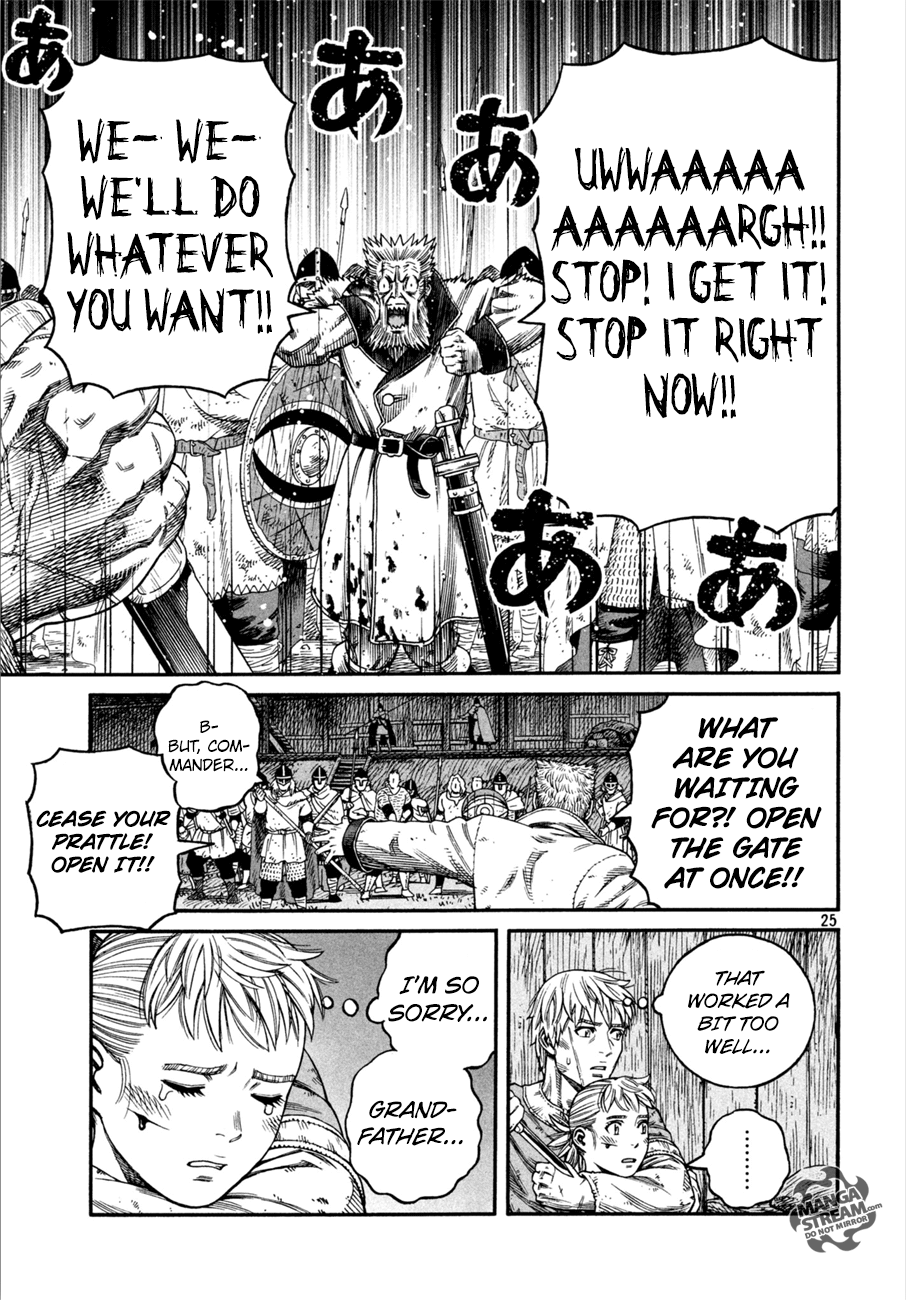 あ
あ
あ
あ
あ
UWWAAAAA
AAAAAAARGH!!
STOP! I GET IT!
STOP IT RIGHT
NOW!!
WE- WE-
WE'LL DO
WHATEVER
YOU WANT!!
WHAT
ARE YOU
WAITING
FOR?! OPEN
THE GATE
AT ONCE!!
B-
BUT, COM-
MANDER...
CEASE YOUR
PRATTLE!
OPEN IT!!
25
THAT
WORKED A
BIT TOO
WELL...
........
I'M SO
SORRY...
GRAND-
FATHER...
MANGA
STREAM.com
DO NOT MIRROR